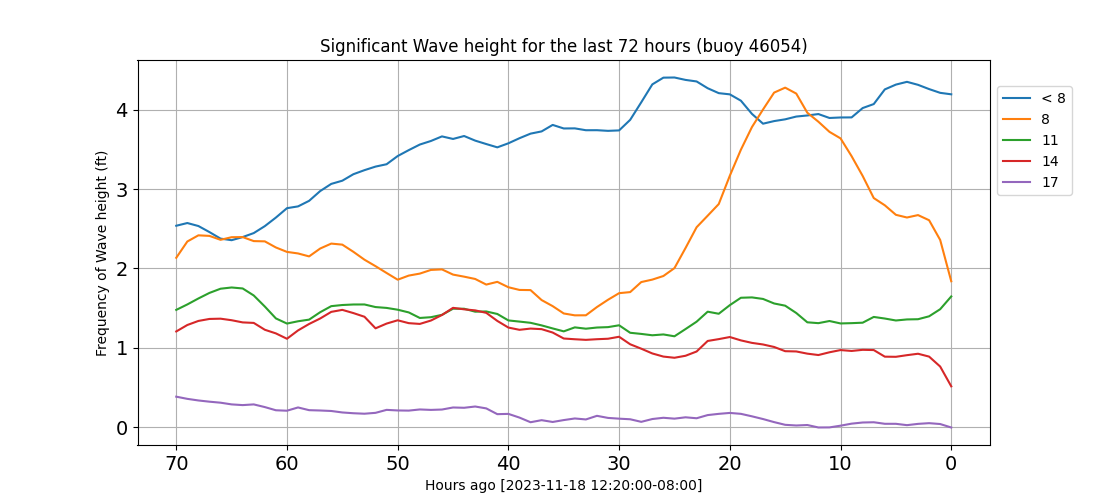 Significant Wave height for the last 72 hours (buoy 46054)
Frequency of Wave height (ft)
4
3
2
1
0
70 60 50 40 30 20 10 0
Hours ago [2023-11-18 12:20:00-08:00]
< 8
8
11
14
17